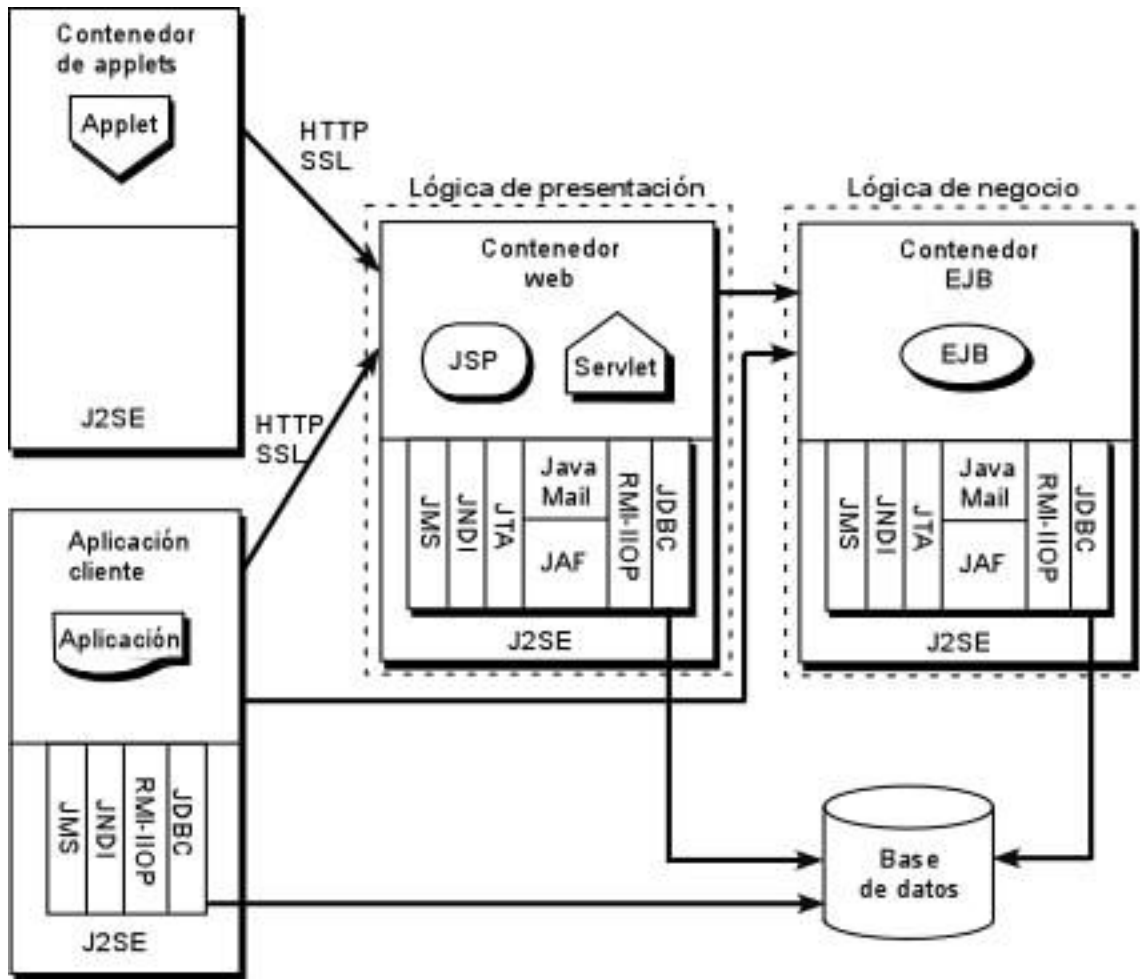 Contenedor
de applets
Applet
J2SE
HTTP
SSL
HTTP
SSL
Aplicación
cliente
Aplicación
JMS
JNDI
RMI-IIOP
JDBC
J2SE
Lógica de presentación
Contenedor
web
JSP
Servlet
JMS
JNDI
JTA
Java
Mail
JAF
RMI-IIOP
JDBC
J2SE
Lógica de negocio
Contenedor
EJB
EJB
JMS
JNDI
JTA
Java
Mail
JAF
RMI-IIOP
JDBC
J2SE
Base
de datos